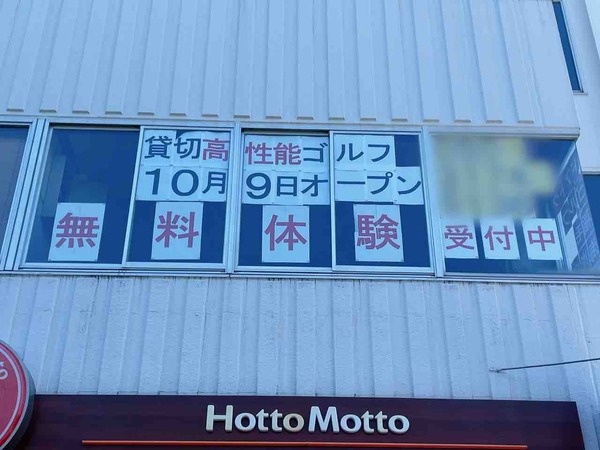 貸切高性能ゴルフ
10月9日オープン
無料体験受付中
HottoMotto